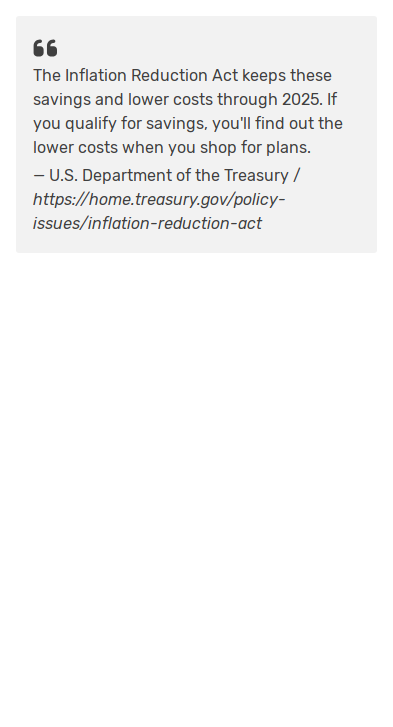 The Inflation Reduction Act keeps these
savings and lower costs through 2025. If
you qualify for savings, you'll find out the
lower costs when you shop for plans.
— U.S. Department of the Treasury /
https://home.treasury.gov/policy-
issues/inflation-reduction-act